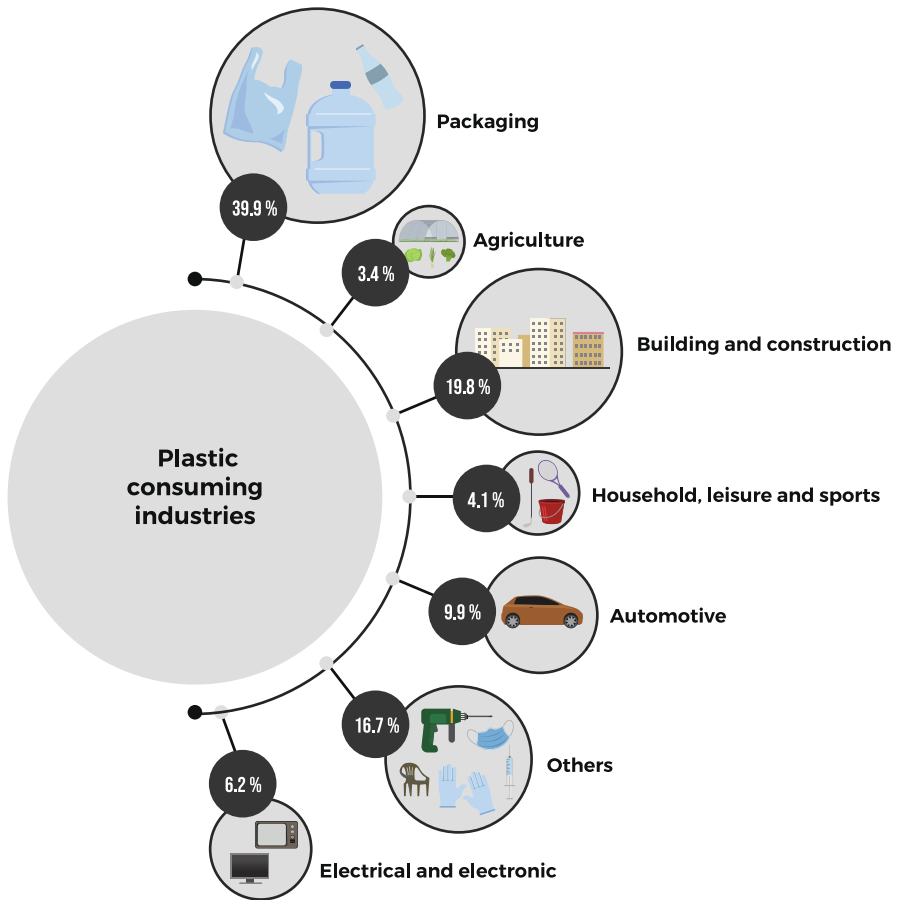 Packaging
39.9 %
Agriculture
3.4 %
Building and construction
19.8 %
Plastic
consuming
industries
Household, leisure and sports
4.1 %
Automotive
9.9 %
Others
16.7 %
Electrical and electronic
6.2 %